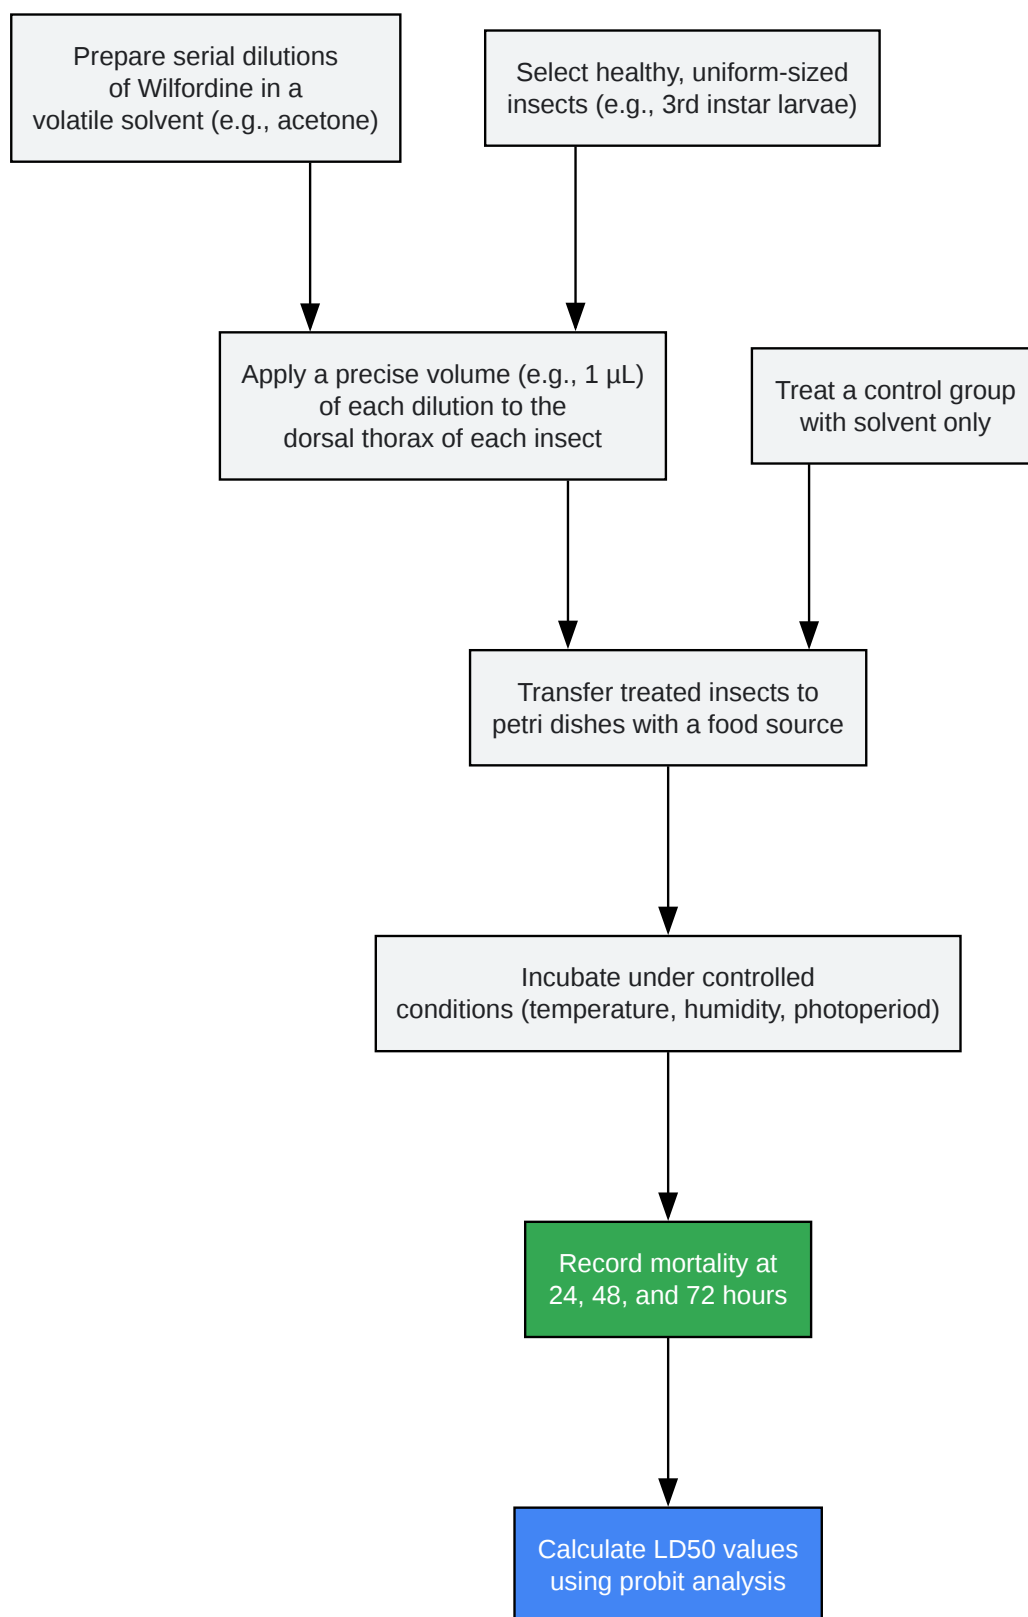 Prepare serial dilutions
of Wilfordine in a
volatile solvent (e.g., acetone)
Select healthy, uniform-sized
insects (e.g., 3rd instar larvae)
Apply a precise volume (e.g., 1 µL)
of each dilution to the
dorsal thorax of each insect
Treat a control group
with solvent only
Transfer treated insects to
petri dishes with a food source
Incubate under controlled
conditions (temperature, humidity, photoperiod)
Record mortality at
24, 48, and 72 hours
Calculate LD50 values
using probit analysis